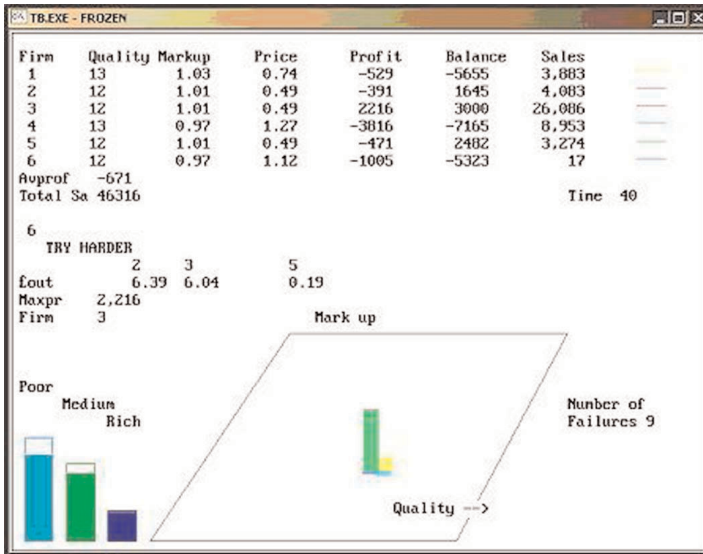 TB.EXE - FROZEN
Firm Quality Markup Price Profit Balance Sales
1 13 1.03 0.74 -529 -5655 3,883
2 12 1.01 0.49 -391 1645 4,083
3 12 1.01 0.49 2216 3000 26,086
4 13 0.97 1.27 -3816 -7165 8,953
5 12 1.01 0.49 -471 2482 3,274
6 12 0.97 1.12 -1005 -5323 17
Avprof -671
Total Sa 46316 Time 40
6
TRY HARDER
2 3 5
£out 6.39 6.04 0.19
Maxpr 2,216
Firm 3 Mark up
Poor
Medium Number of
Rich Failures 9
Quality -->